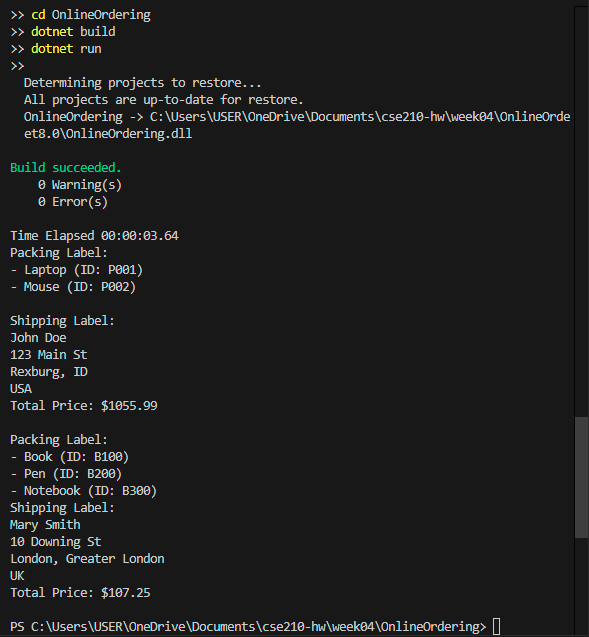 >> cd OnlineOrdering
>> dotnet build
>> dotnet run
>>
  Determining projects to restore...
  All projects are up-to-date for restore.
  OnlineOrdering -> C:\Users\USER\OneDrive\Documents\cse210-hw\week04\OnlineOrde
  et8.0\OnlineOrdering.dll

Build succeeded.
    0 Warning(s)
    0 Error(s)

Time Elapsed 00:00:03.64
Packing Label:
- Laptop (ID: P001)
- Mouse (ID: P002)

Shipping Label:
John Doe
123 Main St
Rexburg, ID
USA
Total Price: $1055.99

Packing Label:
- Book (ID: B100)
- Pen (ID: B200)
- Notebook (ID: B300)
Shipping Label:
Mary Smith
10 Downing St
London, Greater London
UK
Total Price: $107.25

PS C:\Users\USER\OneDrive\Documents\cse210-hw\week04\OnlineOrdering>